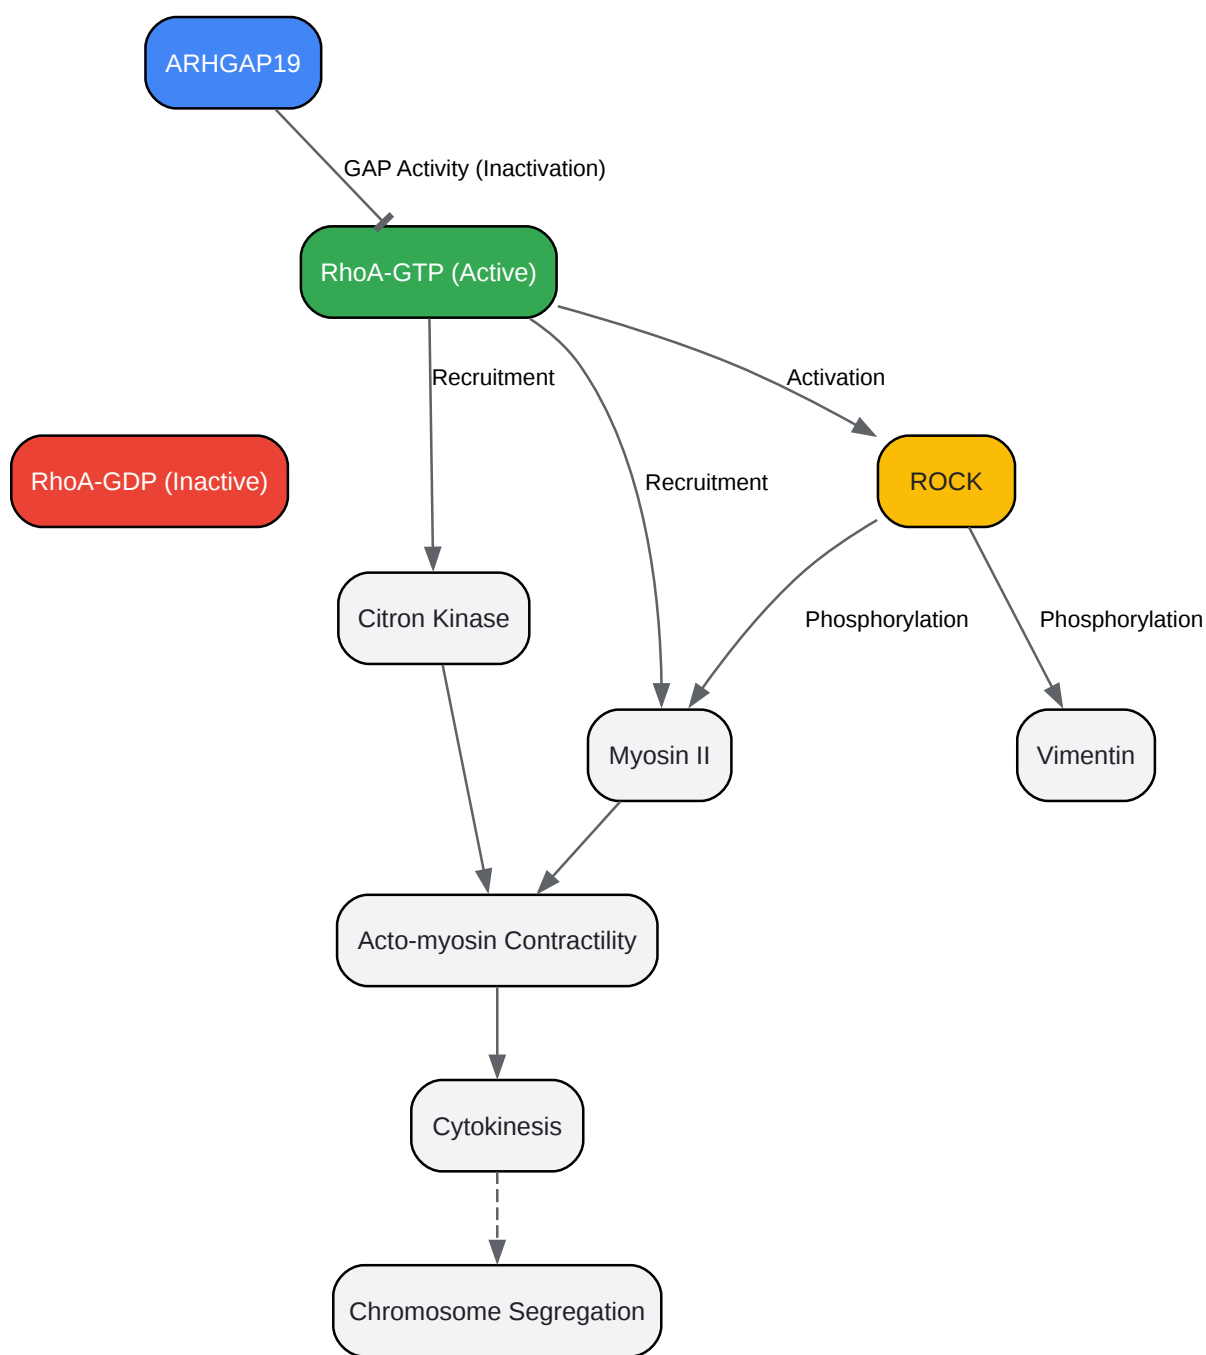 ARHGAP19
GAP Activity (Inactivation)
RhoA-GTP (Active)
Recruitment
Activation
RhoA-GDP (Inactive)
Recruitment
ROCK
Citron Kinase
Phosphorylation
Phosphorylation
Myosin II
Vimentin
Acto-myosin Contractility
Cytokinesis
Chromosome Segregation